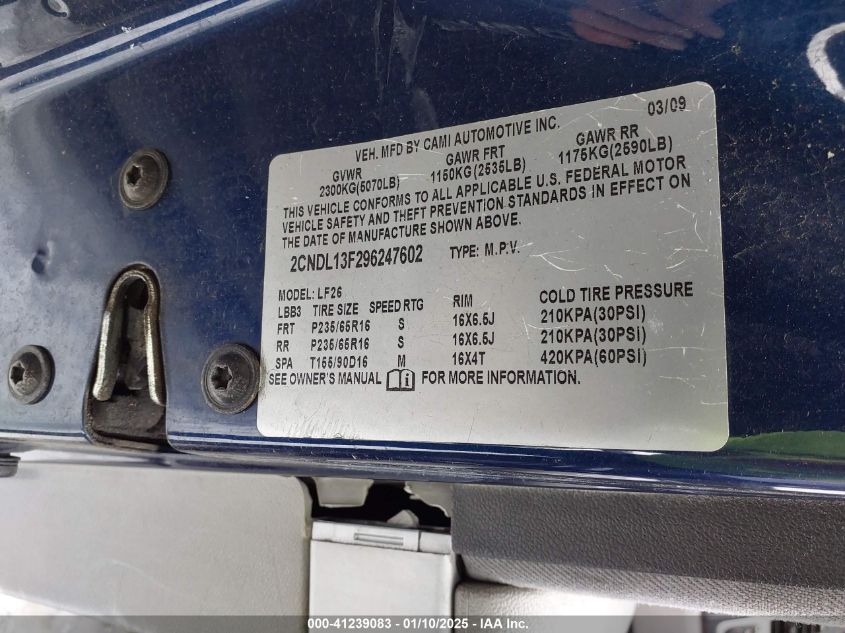 03/09
VEH. MFD BY CAMI AUTOMOTIVE INC.
GVWR GAWR FRT GAWR RR
2300KG(5070LB) 1150KG(2535LB) 1175KG(2590LB)
THIS VEHICLE CONFORMS TO ALL APPLICABLE U.S. FEDERAL MOTOR
VEHICLE SAFETY AND THEFT PREVENTION STANDARDS IN EFFECT ON
THE DATE OF MANUFACTURE SHOWN ABOVE.
2CNDL13F296247602 TYPE: M.P.V.
MODEL: LF26
LBB3 TIRE SIZE SPEED RTG RIM COLD TIRE PRESSURE
FRT P235/65R16 S 16X6.5J 210KPA(30PSI)
RR P235/65R16 S 16X6.5J 210KPA(30PSI)
SPA T155/90D16 M 16X4T 420KPA(60PSI)
SEE OWNER'S MANUAL FOR MORE INFORMATION.
000-41239083 - 01/10/2025 - IAA Inc.